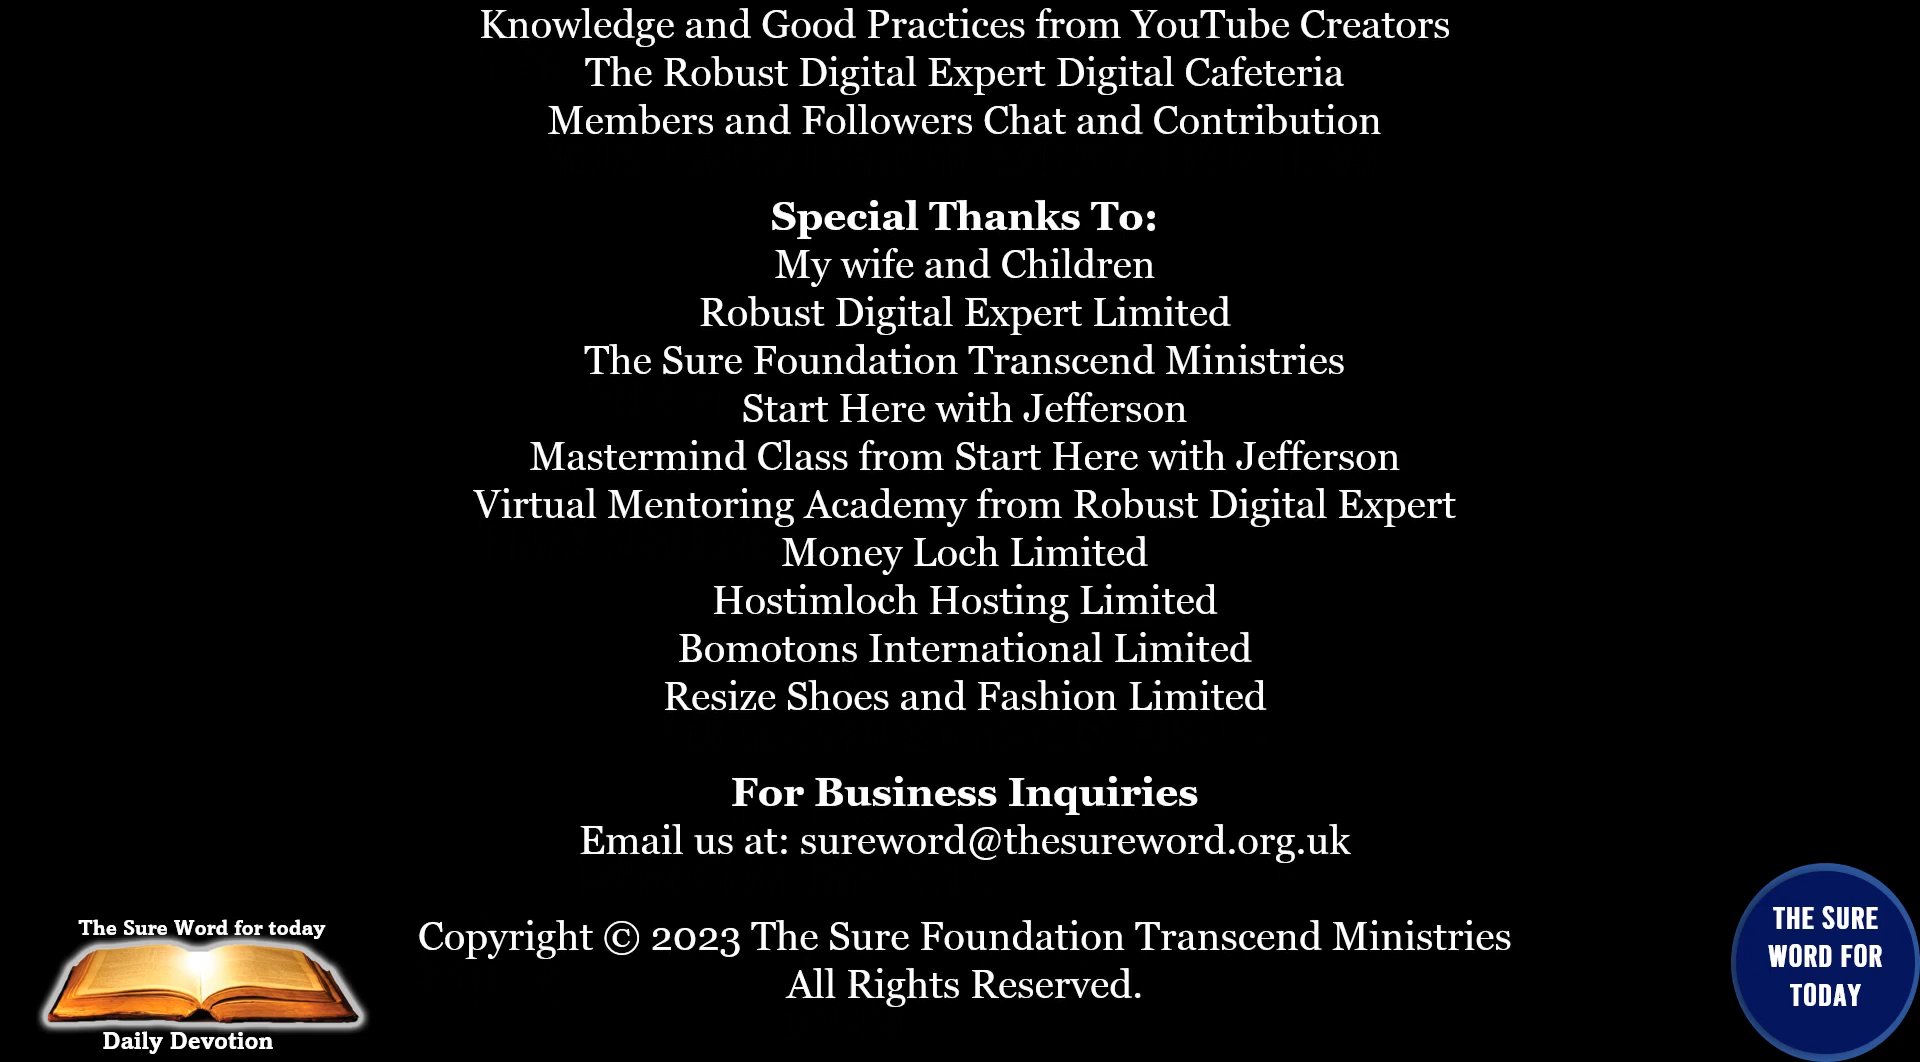 Knowledge and Good Practices from YouTube Creators
The Robust Digital Expert Digital Cafeteria
Members and Followers Chat and Contribution
Special Thanks To:
My wife and Children
Robust Digital Expert Limited
The Sure Foundation Transcend Ministries
Start Here with Jefferson
Mastermind Class from Start Here with Jefferson
Virtual Mentoring Academy from Robust Digital Expert
Money Loch Limited
Hostimloch Hosting Limited
Bomotons International Limited
Resize Shoes and Fashion Limited
For Business Inquiries
Email us at: sureword@thesureword.org.uk
Copyright © 2023 The Sure Foundation Transcend Ministries
All Rights Reserved.
The Sure Word for today
Daily Devotion
THE SURE
WORD FOR
TODAY